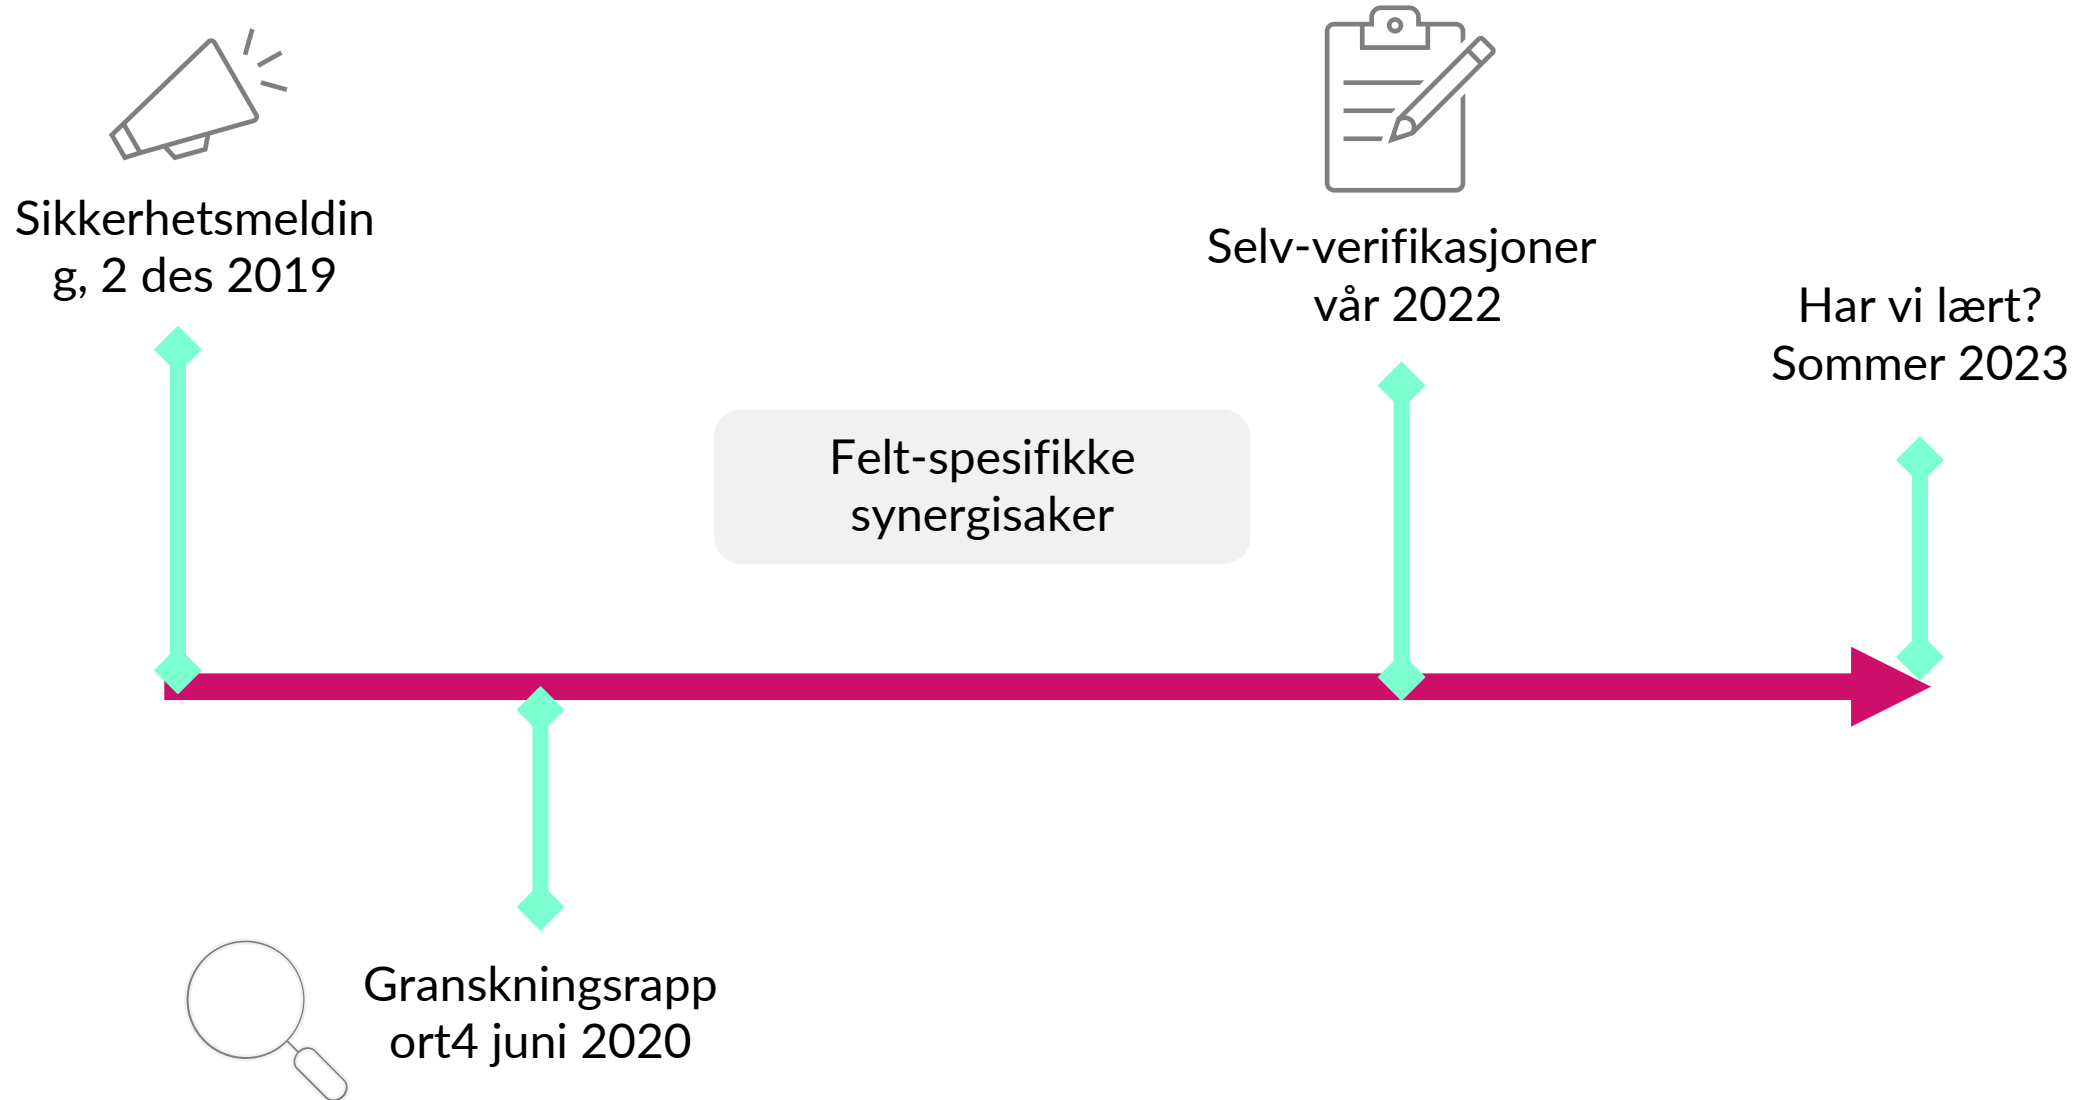 Sikkerhetsmeldin
g, 2 des 2019
Selv-verifikasjoner
vår 2022
Har vi lært?
Sommer 2023
Felt-spesifikke
synergisaker
Granskningsrapp
ort4 juni 2020